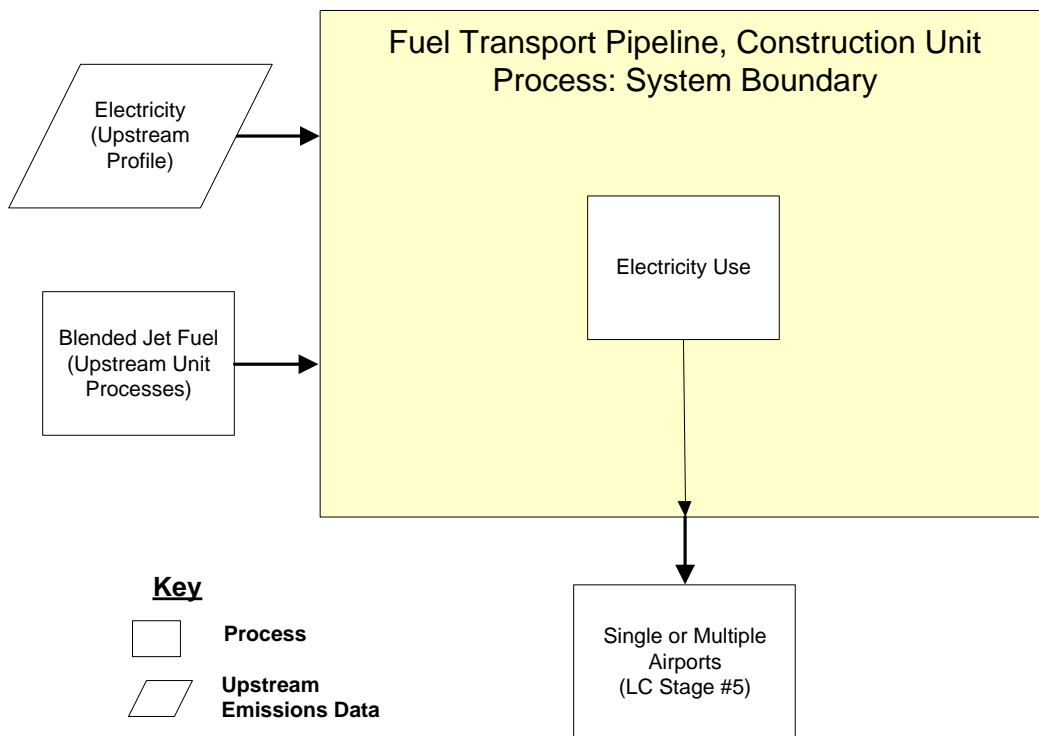 Fuel Transport Pipeline, Construction Unit
Process: System Boundary
Electricity
(Upstream
Profile)
Electricity Use
Blended Jet Fuel
(Upstream Unit
Processes)
Single or Multiple
Airports
(LC Stage #5)
Key
Process
Upstream
Emissions Data